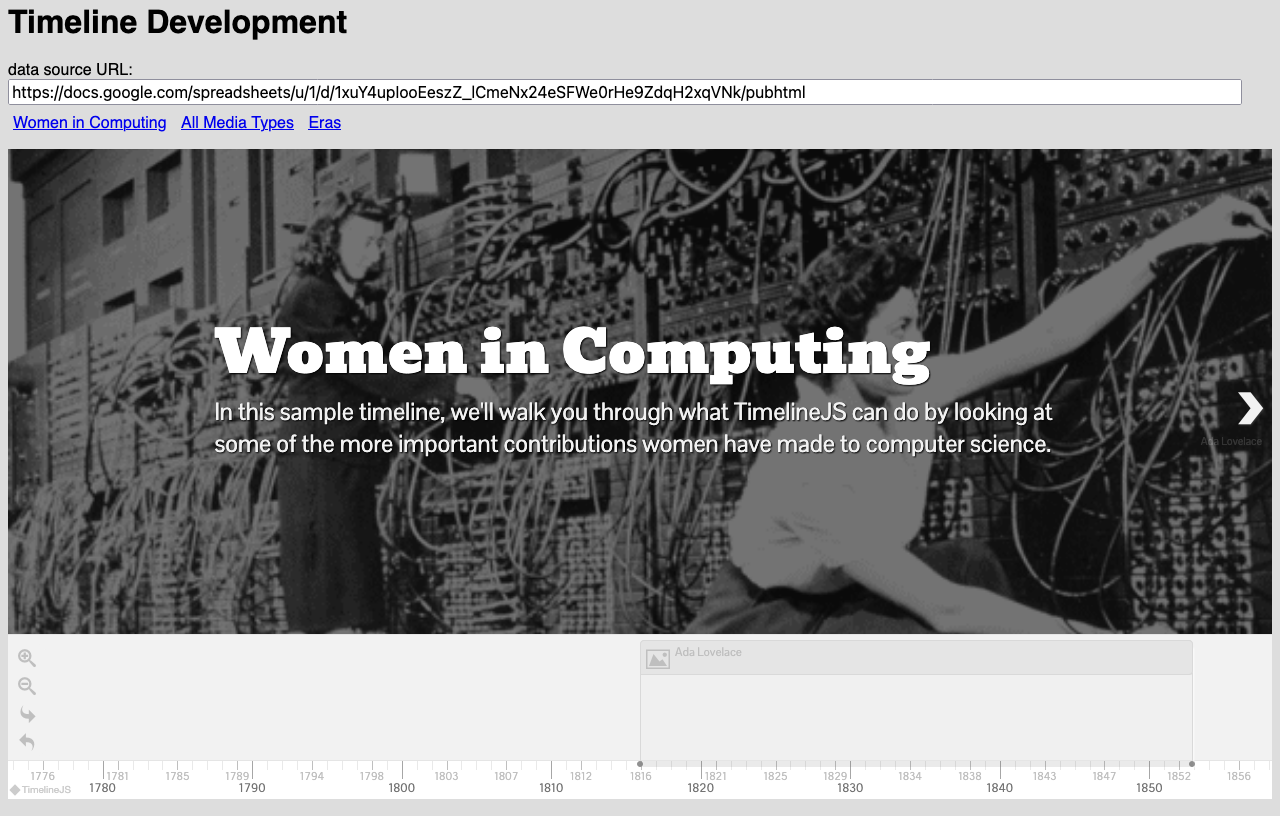 Timeline Development
data source URL:
https://docs.google.com/spreadsheets/u/1/d/1xuY4upIooEeszZ_lCmeNx24eSFWe0rHe9ZdqH2xqVNk/pubhtml
Women in Computing All Media Types Eras
Women in Computing
In this sample timeline, we'll walk you through what TimelineJS can do by looking at
some of the more important contributions women have made to computer science.
Ada Lovelace
Ada Lovelace
1776 1781 1785 1789 1794 1798 1803 1807 1812 1816 1821 1825 1829 1834 1838 1843 1847 1852 1856
TimelineJS 1780 1790 1800 1810 1820 1830 1840 1850